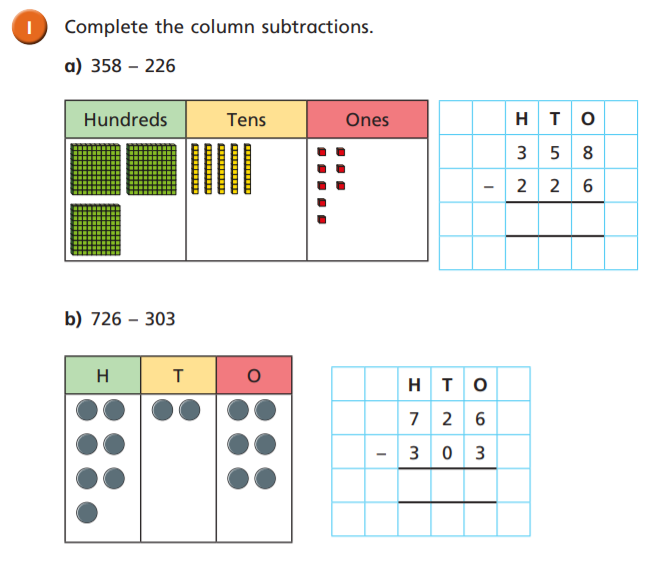 1 Complete the column subtractions.
a) 358 – 226
Hundreds Tens Ones
H T O
3 5 8
– 2 2 6
b) 726 – 303
H T O
H T O
7 2 6
– 3 0 3